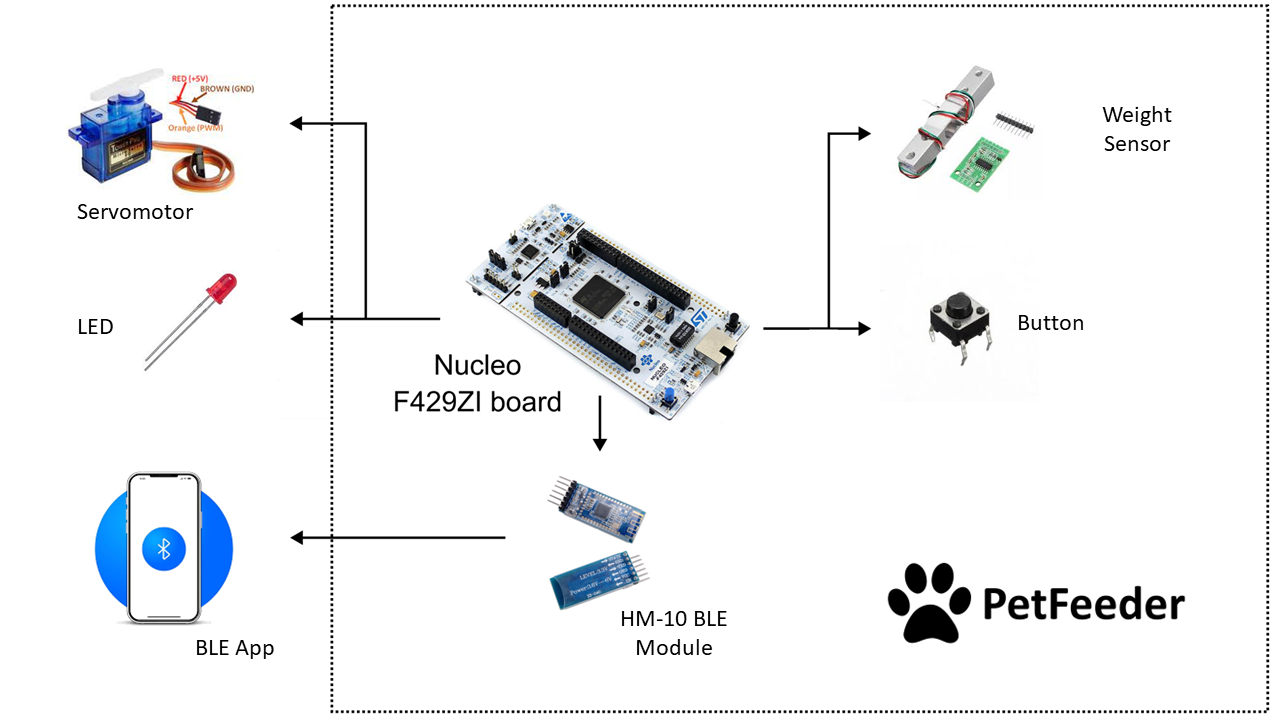 RED (+5V)
BROWN (GND)
Orange (PWM)
Servomotor
Weight
Sensor
LED
Button
Nucleo
F429ZI board
BLE App
HM-10 BLE
Module
PetFeeder